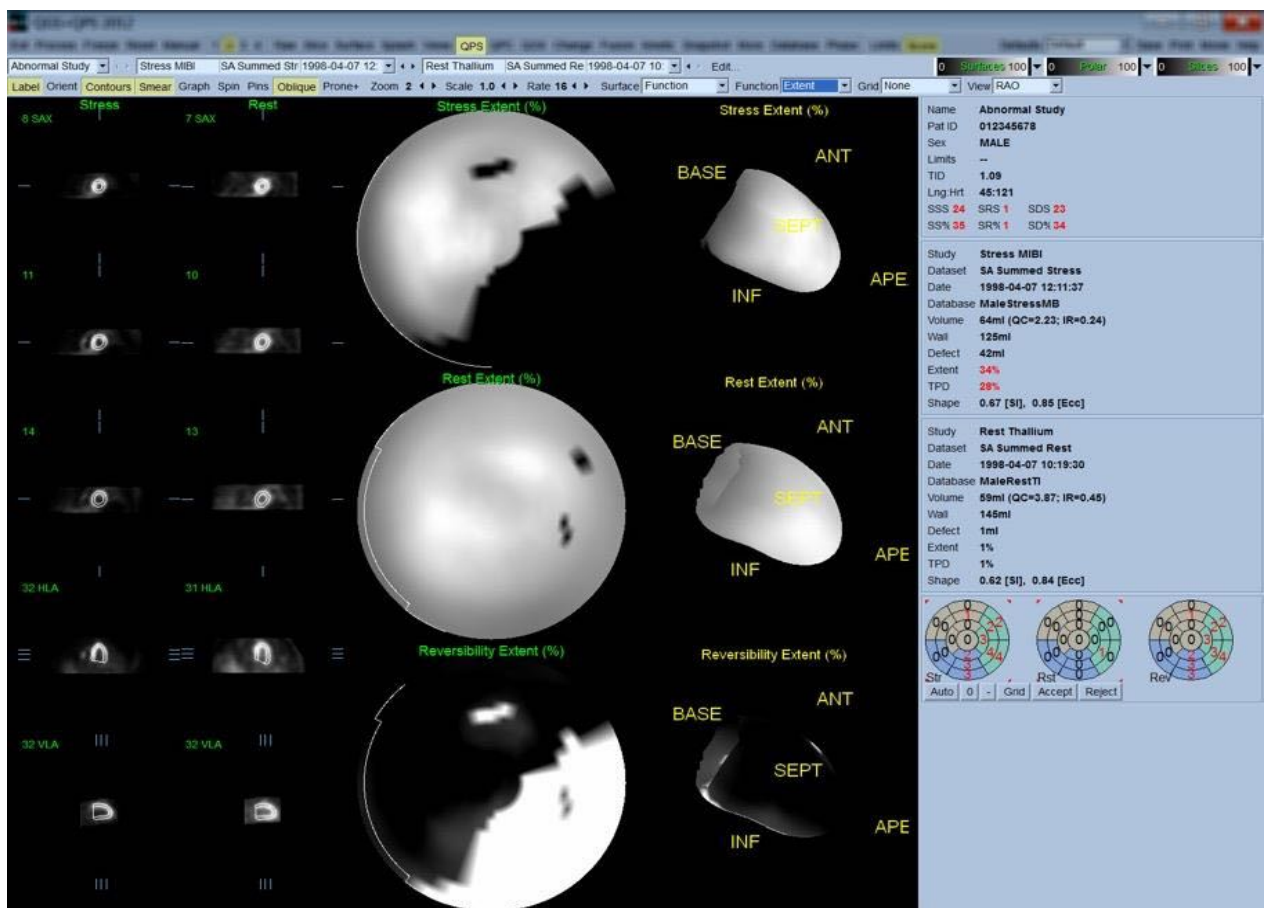 QGS+QPS 2012
QPS
Abnormal Study Stress MIBI SA Summed Str 1998-04-07 12: Rest Thallium SA Summed Re 1998-04-07 10: Edit... 0 Surfaces 100 0 Polar 100 0 Slices 100
Label Orient Contours Smear Graph Spin Pins Oblique Prone+ Zoom 2 Scale 1.0 Rate 16 Surface Function Function Extent Grid None View RAO
Stress Rest Stress Extent (%) Stress Extent (%)
8 SAX 7 SAX
BASE ANT
SEPT
INF APE
11 10
Rest Extent (%) Rest Extent (%)
14 13
BASE ANT
SEPT
INF APE
32 HLA 31 HLA
Reversibility Extent (%) Reversibility Extent (%)
BASE ANT
32 VLA 32 VLA
SEPT
INF APE
Name Abnormal Study
Pat ID 012345678
Sex MALE
Limits --
TID 1.09
Lng:Hrt 45:121
SSS 24 SRS 1 SDS 23
SS% 35 SR% 1 SD% 34
Study Stress MIBI
Dataset SA Summed Stress
Date 1998-04-07 12:11:37
Database MaleStressMB
Volume 64ml (QC=2.23; IR=0.24)
Wall 125ml
Defect 42ml
Extent 34%
TPD 28%
Shape 0.67 [SI], 0.85 [Ecc]
Study Rest Thallium
Dataset SA Summed Rest
Date 1998-04-07 10:19:30
Database MaleRestTl
Volume 59ml (QC=3.87; IR=0.45)
Wall 145ml
Defect 1ml
Extent 1%
TPD 1%
Shape 0.62 [SI], 0.84 [Ecc]
Str Rst Rev
Auto 0 - Grid Accept Reject